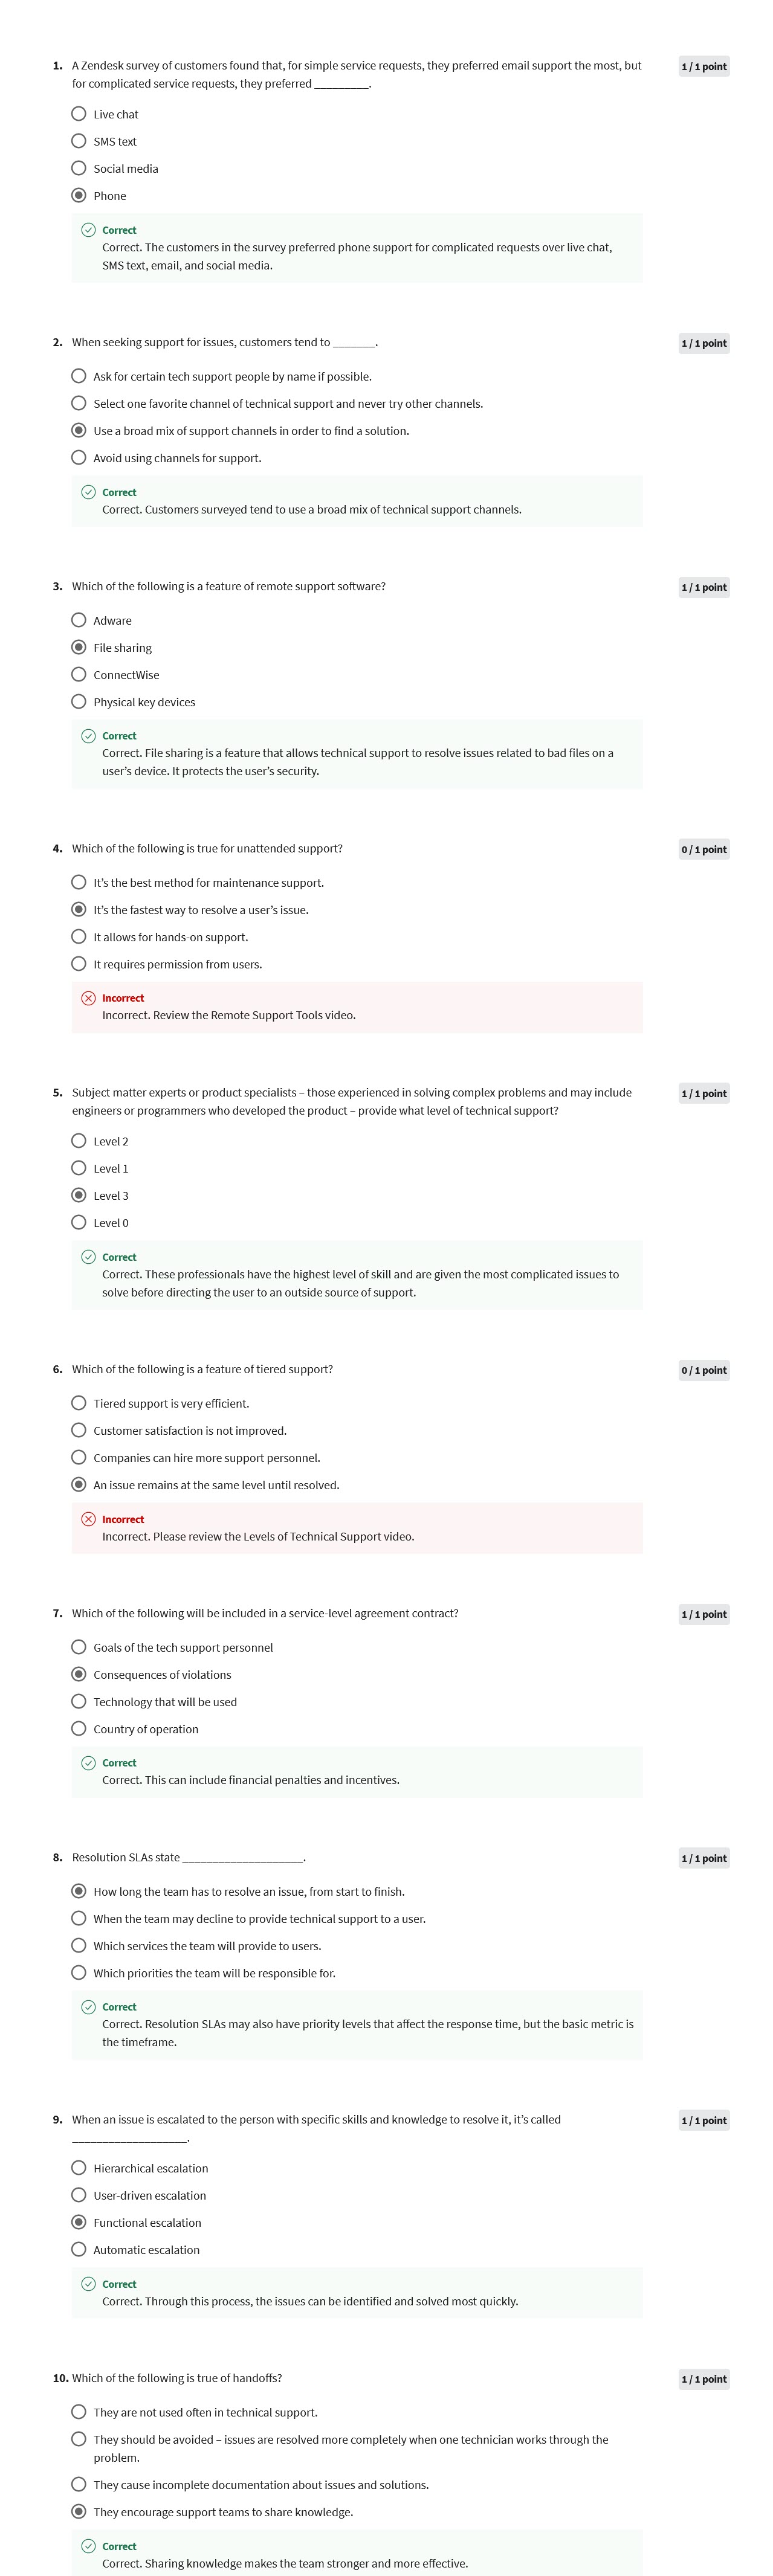 1. A Zendesk survey of customers found that, for simple service requests, they preferred email support the most, but
for complicated service requests, they preferred _________.
1 / 1 point
Live chat
SMS text
Social media
Phone
Correct
Correct. The customers in the survey preferred phone support for complicated requests over live chat,
SMS text, email, and social media.
2. When seeking support for issues, customers tend to _______.
1 / 1 point
Ask for certain tech support people by name if possible.
Select one favorite channel of technical support and never try other channels.
Use a broad mix of support channels in order to find a solution.
Avoid using channels for support.
Correct
Correct. Customers surveyed tend to use a broad mix of technical support channels.
3. Which of the following is a feature of remote support software?
1 / 1 point
Adware
File sharing
ConnectWise
Physical key devices
Correct
Correct. File sharing is a feature that allows technical support to resolve issues related to bad files on a
user’s device. It protects the user’s security.
4. Which of the following is true for unattended support?
0 / 1 point
It’s the best method for maintenance support.
It’s the fastest way to resolve a user’s issue.
It allows for hands-on support.
It requires permission from users.
Incorrect
Incorrect. Review the Remote Support Tools video.
5. Subject matter experts or product specialists – those experienced in solving complex problems and may include
engineers or programmers who developed the product – provide what level of technical support?
1 / 1 point
Level 2
Level 1
Level 3
Level 0
Correct
Correct. These professionals have the highest level of skill and are given the most complicated issues to
solve before directing the user to an outside source of support.
6. Which of the following is a feature of tiered support?
0 / 1 point
Tiered support is very efficient.
Customer satisfaction is not improved.
Companies can hire more support personnel.
An issue remains at the same level until resolved.
Incorrect
Incorrect. Please review the Levels of Technical Support video.
7. Which of the following will be included in a service-level agreement contract?
1 / 1 point
Goals of the tech support personnel
Consequences of violations
Technology that will be used
Country of operation
Correct
Correct. This can include financial penalties and incentives.
8. Resolution SLAs state ____________________.
1 / 1 point
How long the team has to resolve an issue, from start to finish.
When the team may decline to provide technical support to a user.
Which services the team will provide to users.
Which priorities the team will be responsible for.
Correct
Correct. Resolution SLAs may also have priority levels that affect the response time, but the basic metric is
the timeframe.
9. When an issue is escalated to the person with specific skills and knowledge to resolve it, it’s called
___________________.
1 / 1 point
Hierarchical escalation
User-driven escalation
Functional escalation
Automatic escalation
Correct
Correct. Through this process, the issues can be identified and solved most quickly.
10. Which of the following is true of handoffs?
1 / 1 point
They are not used often in technical support.
They should be avoided – issues are resolved more completely when one technician works through the
problem.
They cause incomplete documentation about issues and solutions.
They encourage support teams to share knowledge.
Correct
Correct. Sharing knowledge makes the team stronger and more effective.